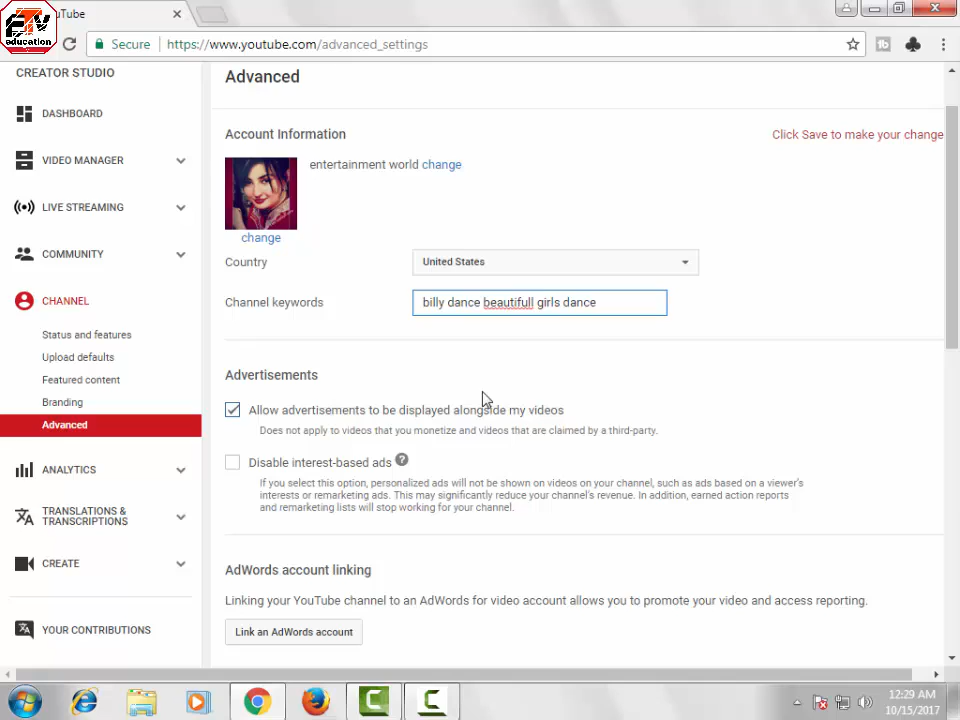 ETV
education
YouTube
Secure
https://www.youtube.com/advanced_settings
CREATOR STUDIO
DASHBOARD
VIDEO MANAGER
LIVE STREAMING
COMMUNITY
CHANNEL
Status and features
Upload defaults
Featured content
Branding
Advanced
ANALYTICS
TRANSLATIONS &
TRANSCRIPTIONS
CREATE
YOUR CONTRIBUTIONS
Advanced
Account Information
Click Save to make your change
entertainment world change
change
Country
United States
Channel keywords
billy dance beautifull girls dance
Advertisements
Allow advertisements to be displayed alongside my videos
Does not apply to videos that you monetize and videos that are claimed by a third-party.
Disable interest-based ads ?
If you select this option, personalized ads will not be shown on videos on your channel, such as ads based on a viewer's
interests or remarketing ads. This may significantly reduce your channel's revenue. In addition, earned action reports
and remarketing lists will stop working for your channel.
AdWords account linking
Linking your YouTube channel to an AdWords for video account allows you to promote your video and access reporting.
Link an AdWords account
12:29 AM
10/15/2017